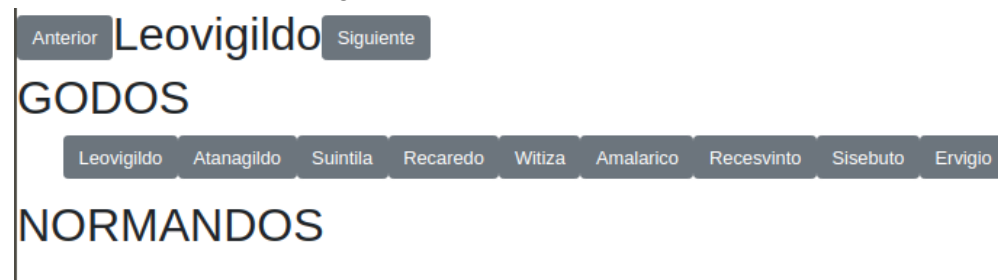 Anterior Leovigildo Siguiente
GODOS
Leovigildo Atanagildo Suintila Recaredo Witiza Amalarico Recesvinto Sisebuto Ervigio
NORMANDOS